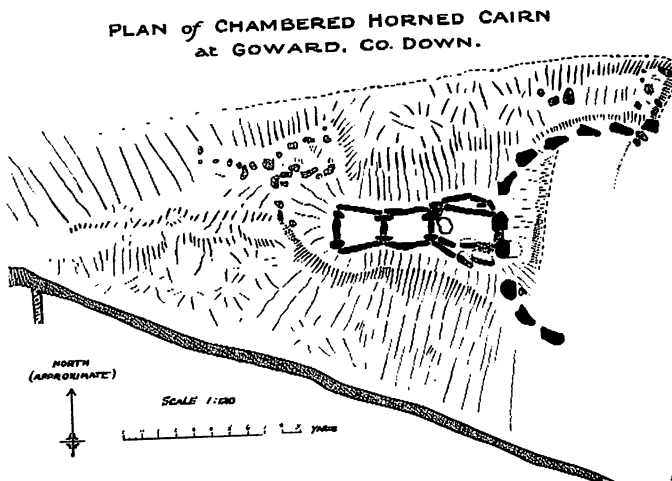 PLAN of CHAMBERED HORNED CAIRN
at GOWARD, CO. DOWN.
NORTH
(APPROXIMATE)
SCALE 1:120
YARDS